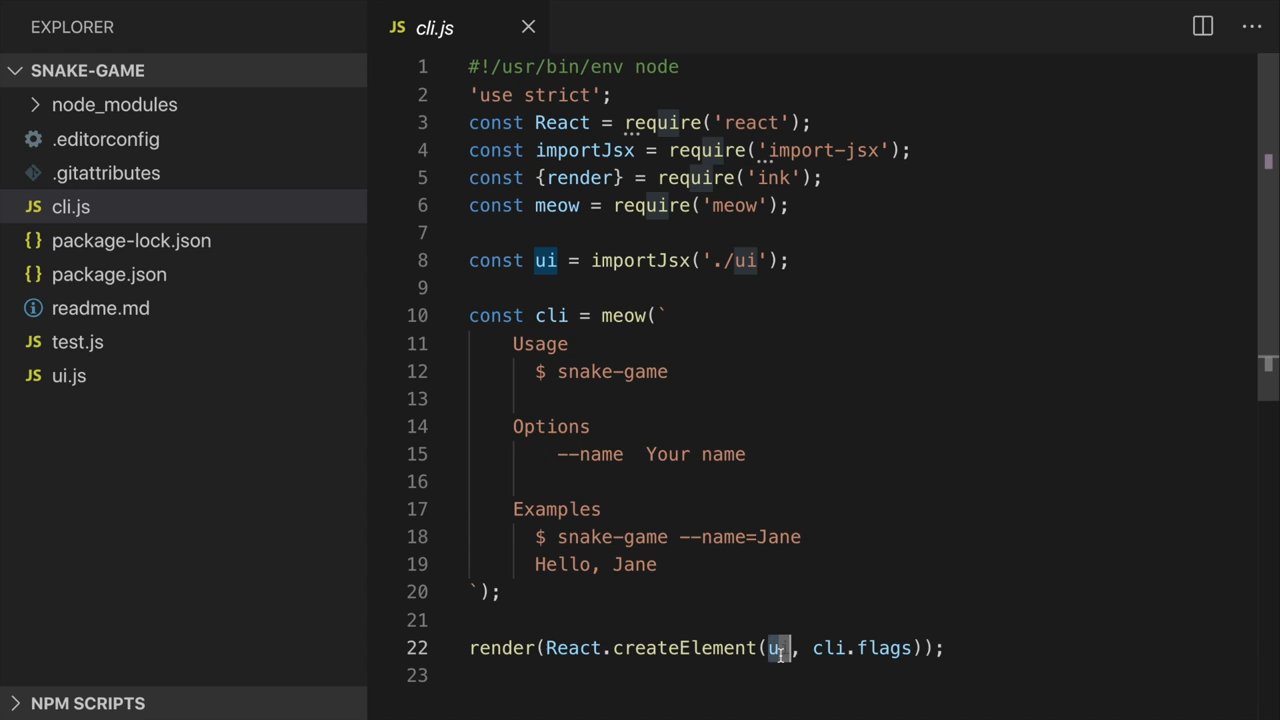 EXPLORER
SNAKE-GAME
node_modules
.editorconfig
.gitattributes
JS cli.js
{} package-lock.json
{} package.json
readme.md
JS test.js
JS ui.js
NPM SCRIPTS
JS cli.js
1 #!/usr/bin/env node
2 'use strict';
3 const React = require('react');
4 const importJsx = require('import-jsx');
5 const {render} = require('ink');
6 const meow = require('meow');
7
8 const ui = importJsx('./ui');
9
10 const cli = meow(`
11 Usage
12 $ snake-game
13
14 Options
15 --name Your name
16
17 Examples
18 $ snake-game --name=Jane
19 Hello, Jane
20 `);
21
22 render(React.createElement(ui, cli.flags));
23